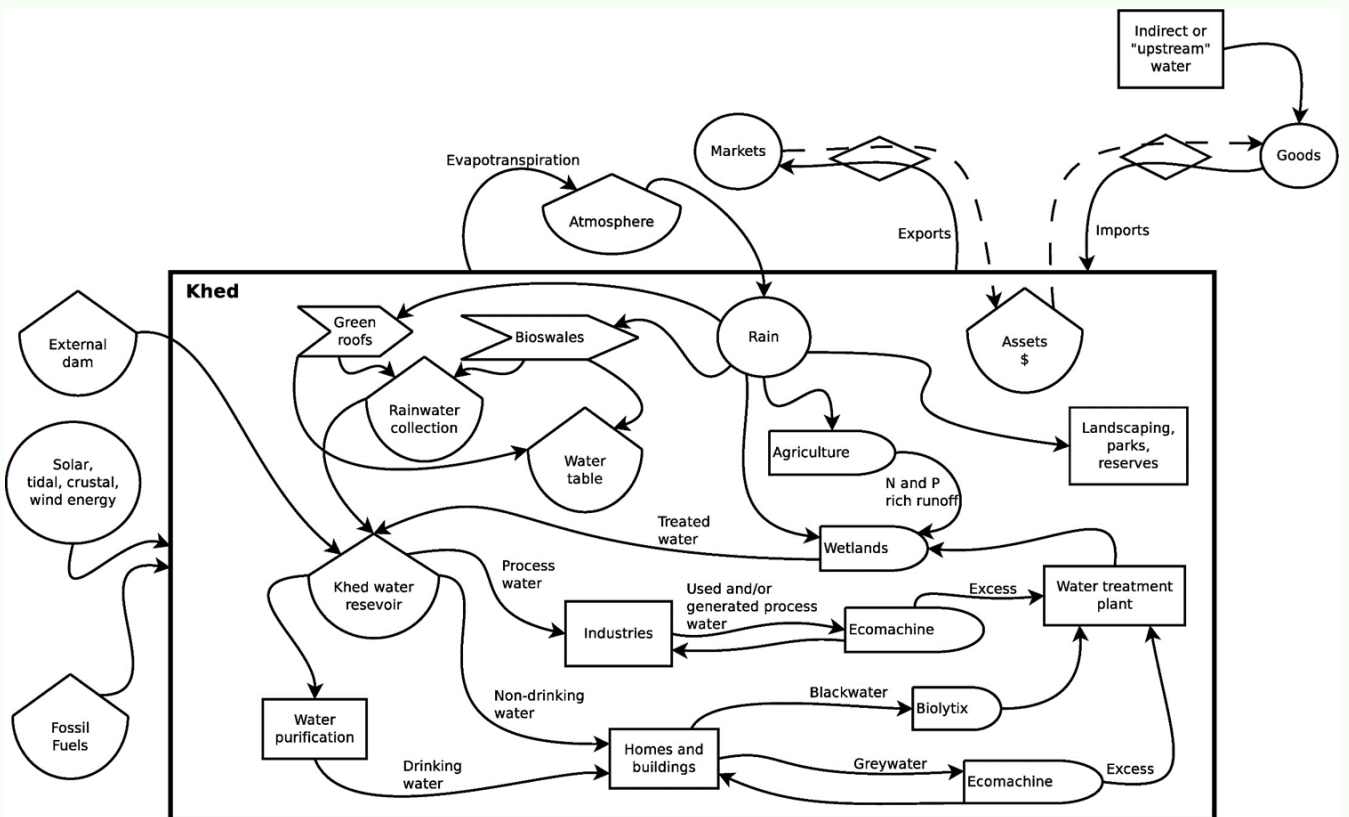 Indirect or
"upstream"
water
Markets
Goods
Evapotranspiration
Atmosphere
Exports
Imports
Khed
External
dam
Green
roofs
Bioswales
Rain
Assets
$
Rainwater
collection
Landscaping,
parks,
reserves
Solar,
tidal, crustal,
wind energy
Water
table
Agriculture
N and P
rich runoff
Treated
water
Wetlands
Khed water
resevoir
Process
water
Used and/or
generated process
water
Industries
Ecomachine
Excess
Water treatment
plant
Fossil
Fuels
Water
purification
Non-drinking
water
Blackwater
Biolytix
Drinking
water
Homes and
buildings
Greywater
Ecomachine
Excess